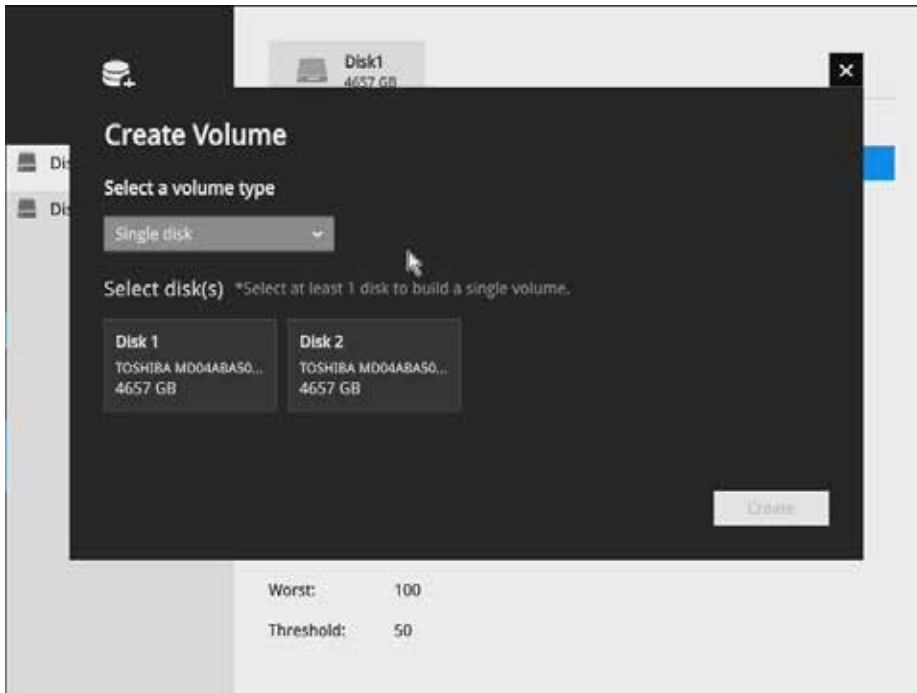 Disk1
4657 GB
Create Volume
Select a volume type
Single disk
Select disk(s) *Select at least 1 disk to build a single volume.
Disk 1
TOSHIBA MD04ABA50...
4657 GB
Disk 2
TOSHIBA MD04ABA50...
4657 GB
Create
Dis
Dis
Worst: 100
Threshold: 50